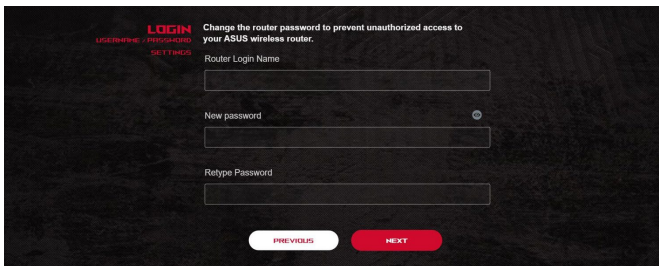 LOGIN
USERNAME / PASSWORD
SETTINGS
Change the router password to prevent unauthorized access to
your ASUS wireless router.
Router Login Name
New password
Retype Password
PREVIOUS
NEXT